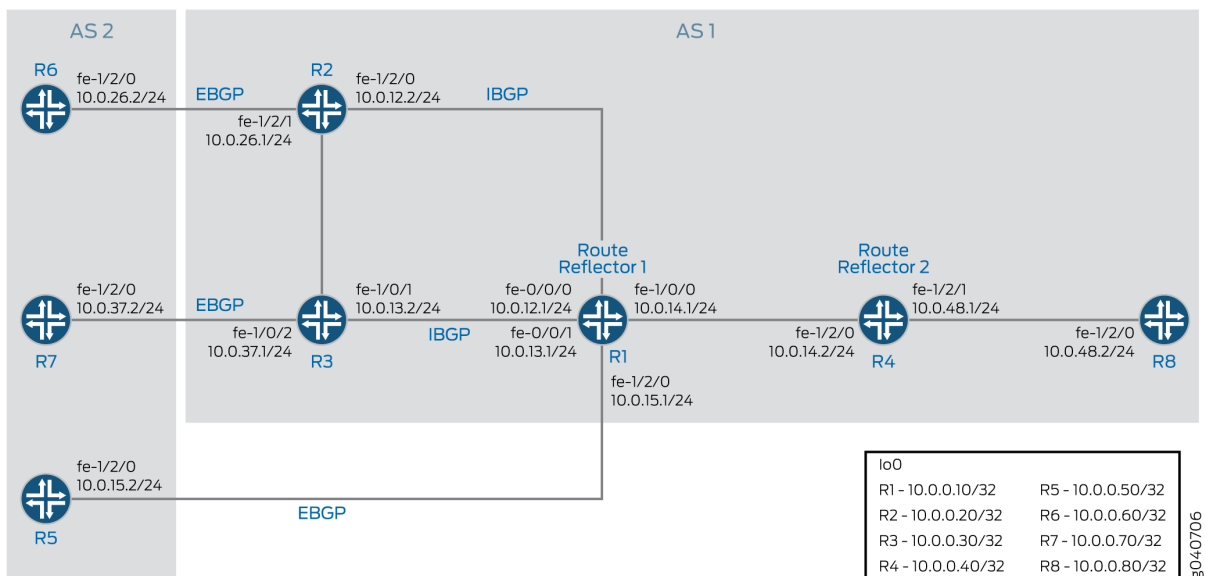 AS 2
AS 1
R6
fe-1/2/0
10.0.26.2/24
EBGP
R2
fe-1/2/0
10.0.12.2/24
IBGP
fe-1/2/1
10.0.26.1/24
Route
Reflector 1
Route
Reflector 2
fe-1/2/0
10.0.37.2/24
EBGP
fe-1/0/1
10.0.13.2/24
fe-0/0/0
10.0.12.1/24
fe-1/0/0
10.0.14.1/24
fe-1/2/1
10.0.48.1/24
R7
fe-1/0/2
10.0.37.1/24
R3
IBGP
fe-0/0/1
10.0.13.1/24
R1
fe-1/2/0
10.0.14.2/24
R4
fe-1/2/0
10.0.48.2/24
R8
fe-1/2/0
10.0.15.1/24
fe-1/2/0
10.0.15.2/24
R5
EBGP
lo0
R1 - 10.0.0.10/32
R5 - 10.0.0.50/32
R2 - 10.0.0.20/32
R6 - 10.0.0.60/32
R3 - 10.0.0.30/32
R7 - 10.0.0.70/32
R4 - 10.0.0.40/32
R8 - 10.0.0.80/32
g040706